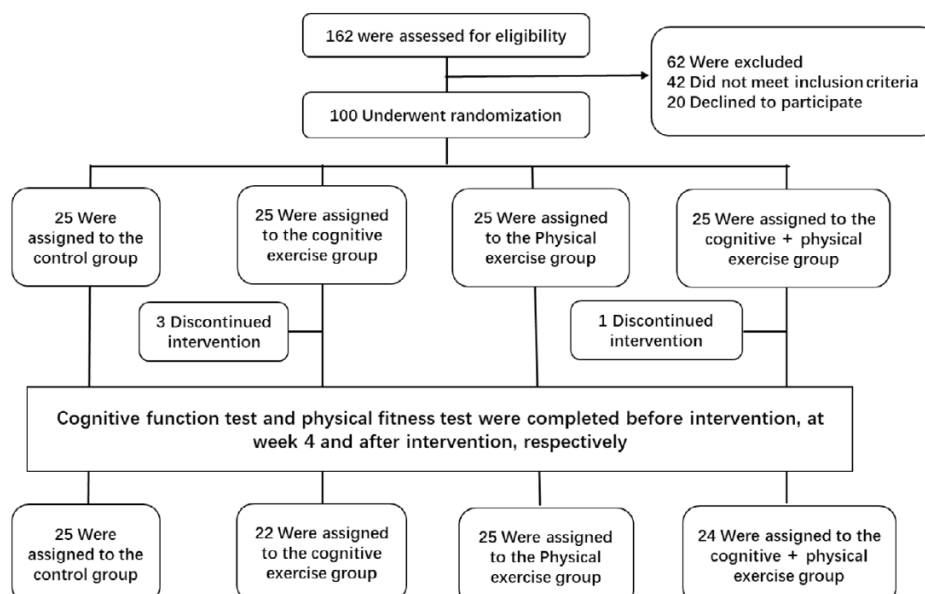 162 were assessed for eligibility
62 Were excluded
42 Did not meet inclusion criteria
20 Declined to participate
100 Underwent randomization
25 Were
assigned to the
control group
25 Were assigned
to the cognitive
exercise group
25 Were assigned
to the Physical
exercise group
25 Were assigned to the
cognitive + physical
exercise group
3 Discontinued
intervention
1 Discontinued
intervention
Cognitive function test and physical fitness test were completed before intervention, at
week 4 and after intervention, respectively
25 Were
assigned to the
control group
22 Were assigned
to the cognitive
exercise group
25 Were assigned
to the Physical
exercise group
24 Were assigned to the
cognitive + physical
exercise group